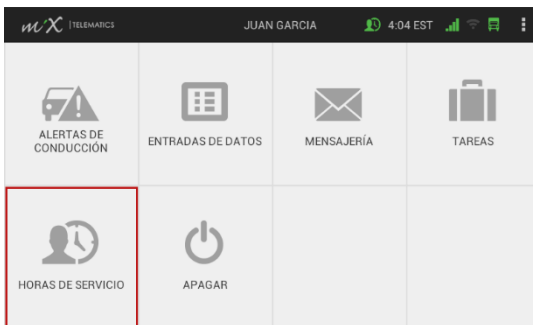 MiX TELEMATICS JUAN GARCIA 4:04 EST
ALERTAS DE
CONDUCCIÓN
ENTRADAS DE DATOS
MENSAJERÍA
TAREAS
HORAS DE SERVICIO
APAGAR